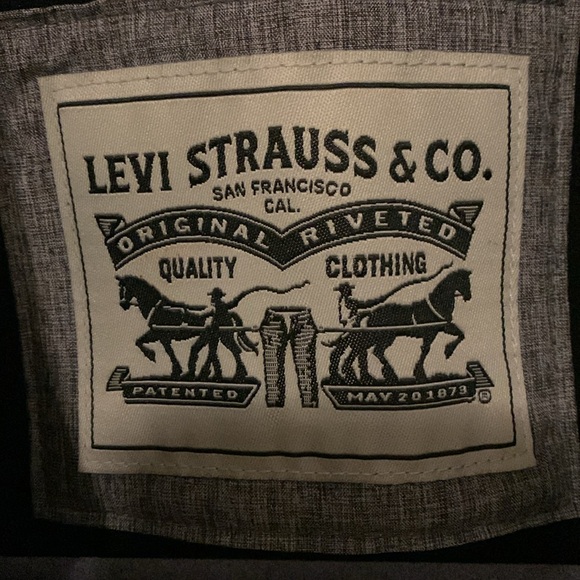 LEVI STRAUSS & CO.
SAN FRANCISCO
CAL.
ORIGINAL RIVETED
QUALITY CLOTHING
PATENTED MAY 20 1873 ®